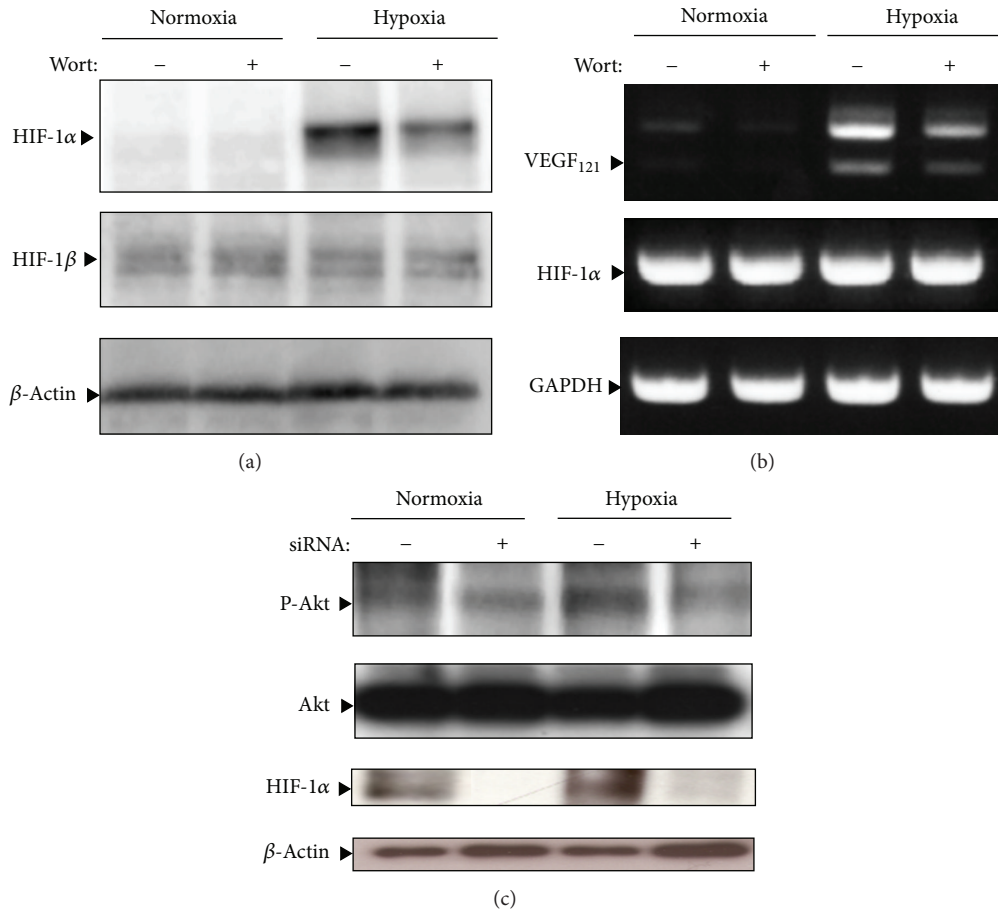 Normoxia Hypoxia
Wort: − + − +
HIF-1α
HIF-1β
β-Actin
(a)
Normoxia Hypoxia
Wort: − + − +
VEGF₁₂₁
HIF-1α
GAPDH
(b)
Normoxia Hypoxia
siRNA: − + − +
P-Akt
Akt
HIF-1α
β-Actin
(c)